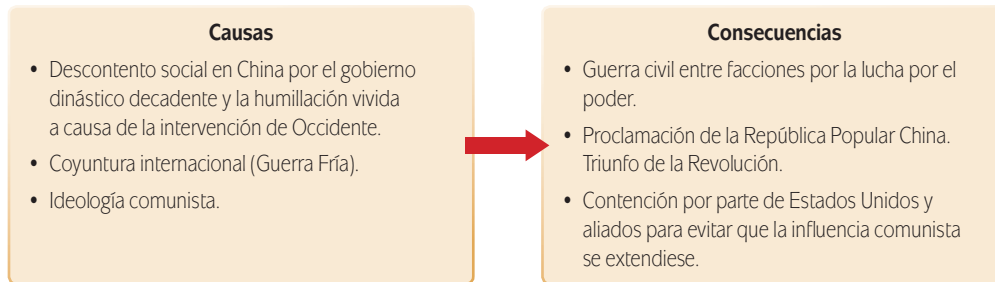 Causas
• Descontento social en China por el gobierno
dinástico decadente y la humillación vivida
a causa de la intervención de Occidente.
• Coyuntura internacional (Guerra Fría).
• Ideología comunista.
Consecuencias
• Guerra civil entre facciones por la lucha por el
poder.
• Proclamación de la República Popular China.
Triunfo de la Revolución.
• Contención por parte de Estados Unidos y
aliados para evitar que la influencia comunista
se extendiese.